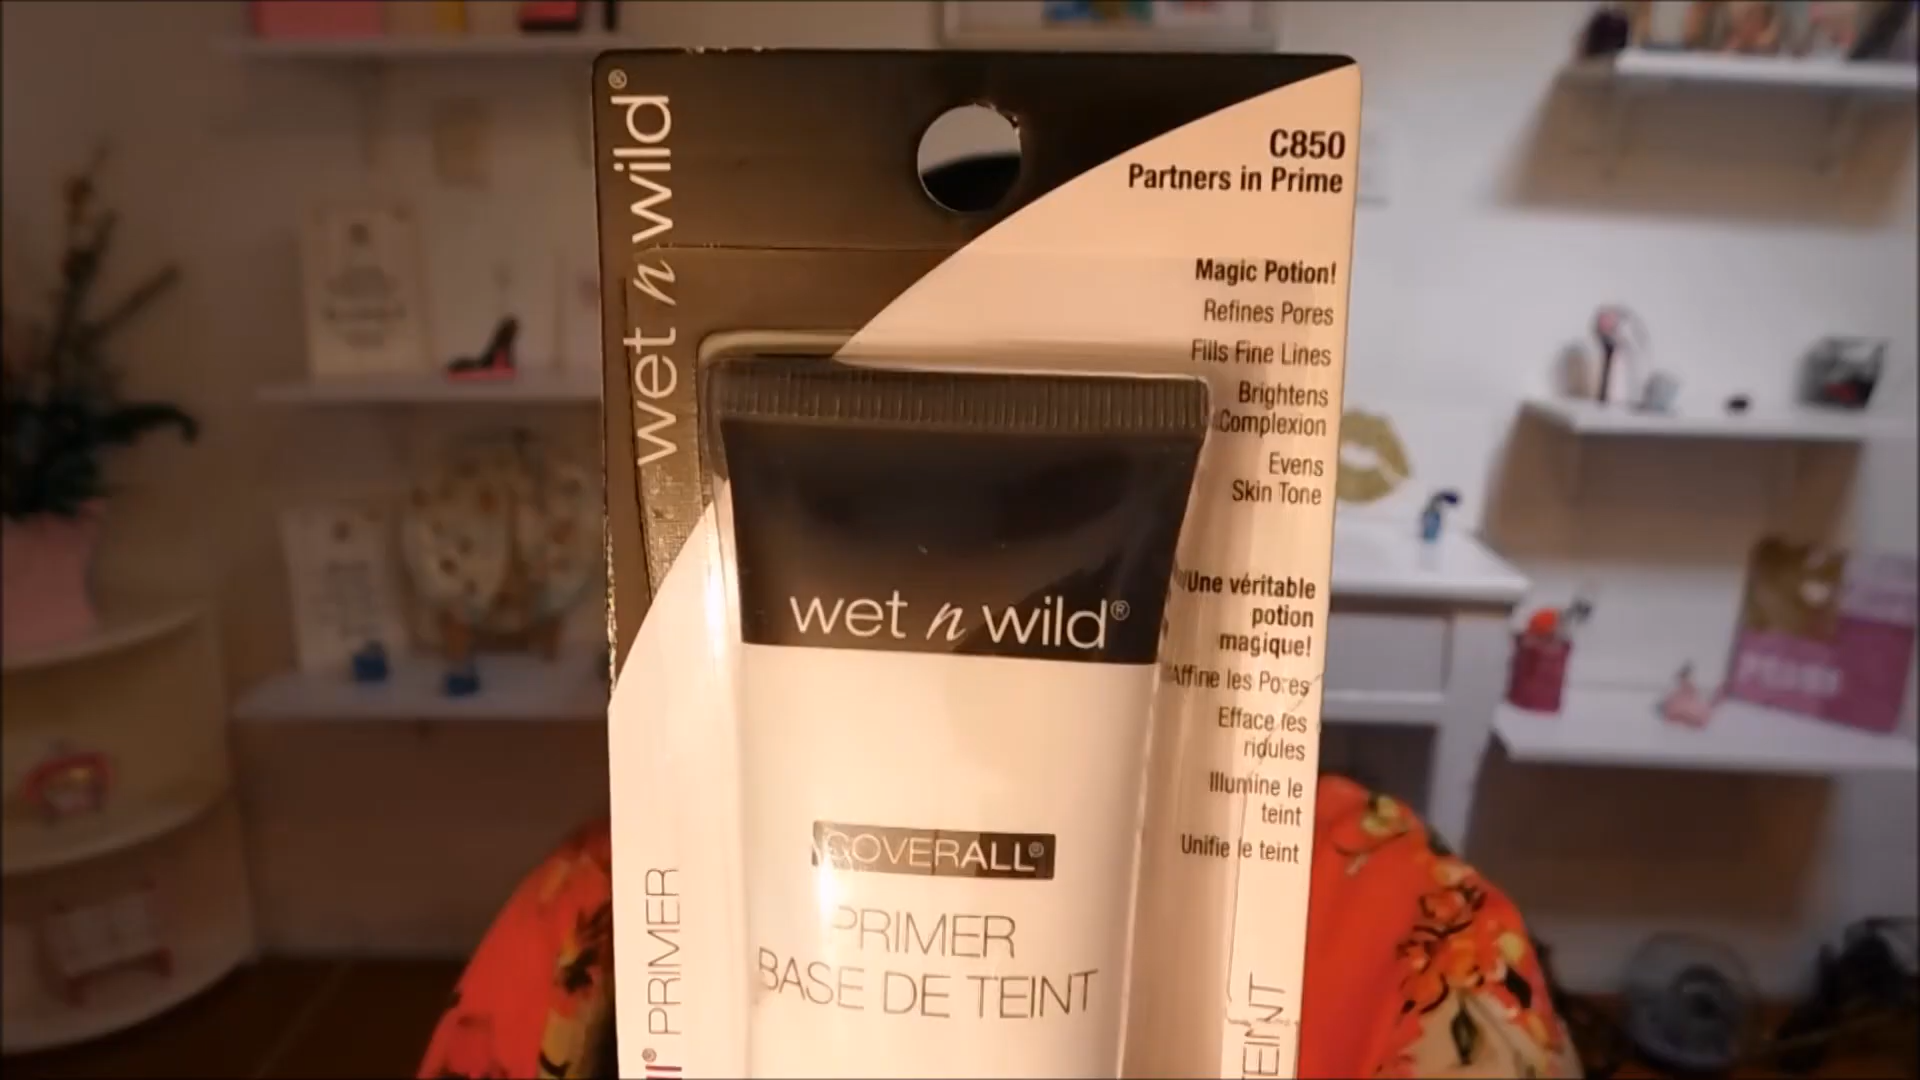 wet n wild®
C850
Partners in Prime
Magic Potion!
Refines Pores
Fills Fine Lines
Brightens
Complexion
Evens
Skin Tone
Une véritable
potion
magique!
Affine les Pores
Efface les
ridules
Illumine le
teint
Unifie le teint
wet n wild®
COVERALL®
PRIMER
BASE DE TEINT
PRIMER
TEINT